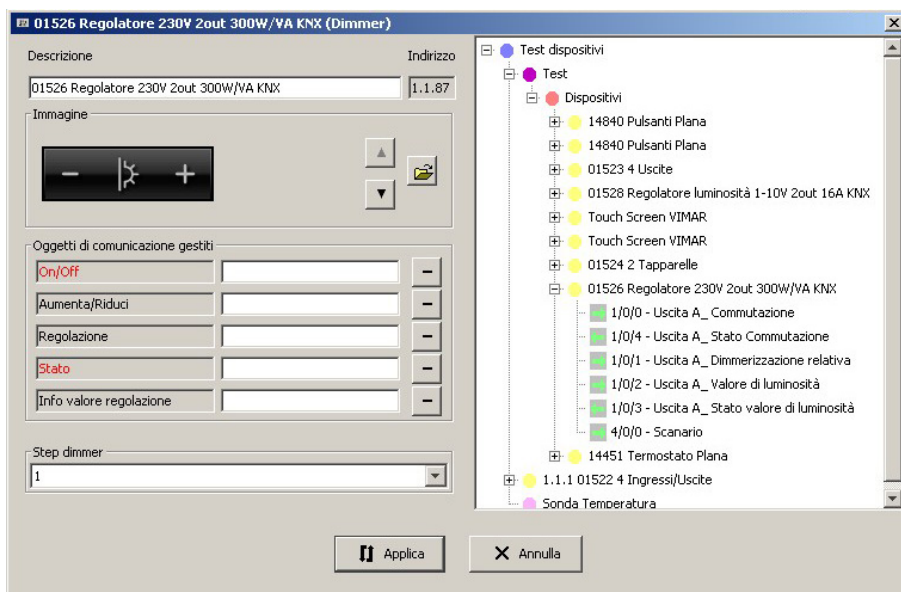 01526 Regolatore 230V 2out 300W/VA KNX (Dimmer)
Descrizione Indirizzo
01526 Regolatore 230V 2out 300W/VA KNX 1.1.87
Immagine
Oggetti di comunicazione gestiti
On/Off
Aumenta/Riduci
Regolazione
Stato
Info valore regolazione
Step dimmer
1
Test dispositivi
Test
Dispositivi
14840 Pulsanti Plana
14840 Pulsanti Plana
01523 4 Uscite
01528 Regolatore luminosità 1-10V 2out 16A KNX
Touch Screen VIMAR
Touch Screen VIMAR
01524 2 Tapparelle
01526 Regolatore 230V 2out 300W/VA KNX
1/0/0 - Uscita A_ Commutazione
1/0/4 - Uscita A_ Stato Commutazione
1/0/1 - Uscita A_ Dimmerizzazione relativa
1/0/2 - Uscita A_ Valore di luminosità
1/0/3 - Uscita A_ Stato valore di luminosità
4/0/0 - Scanario
14451 Termostato Plana
1.1.1 01522 4 Ingressi/Uscite
Sonda Temperatura
Applica Annulla